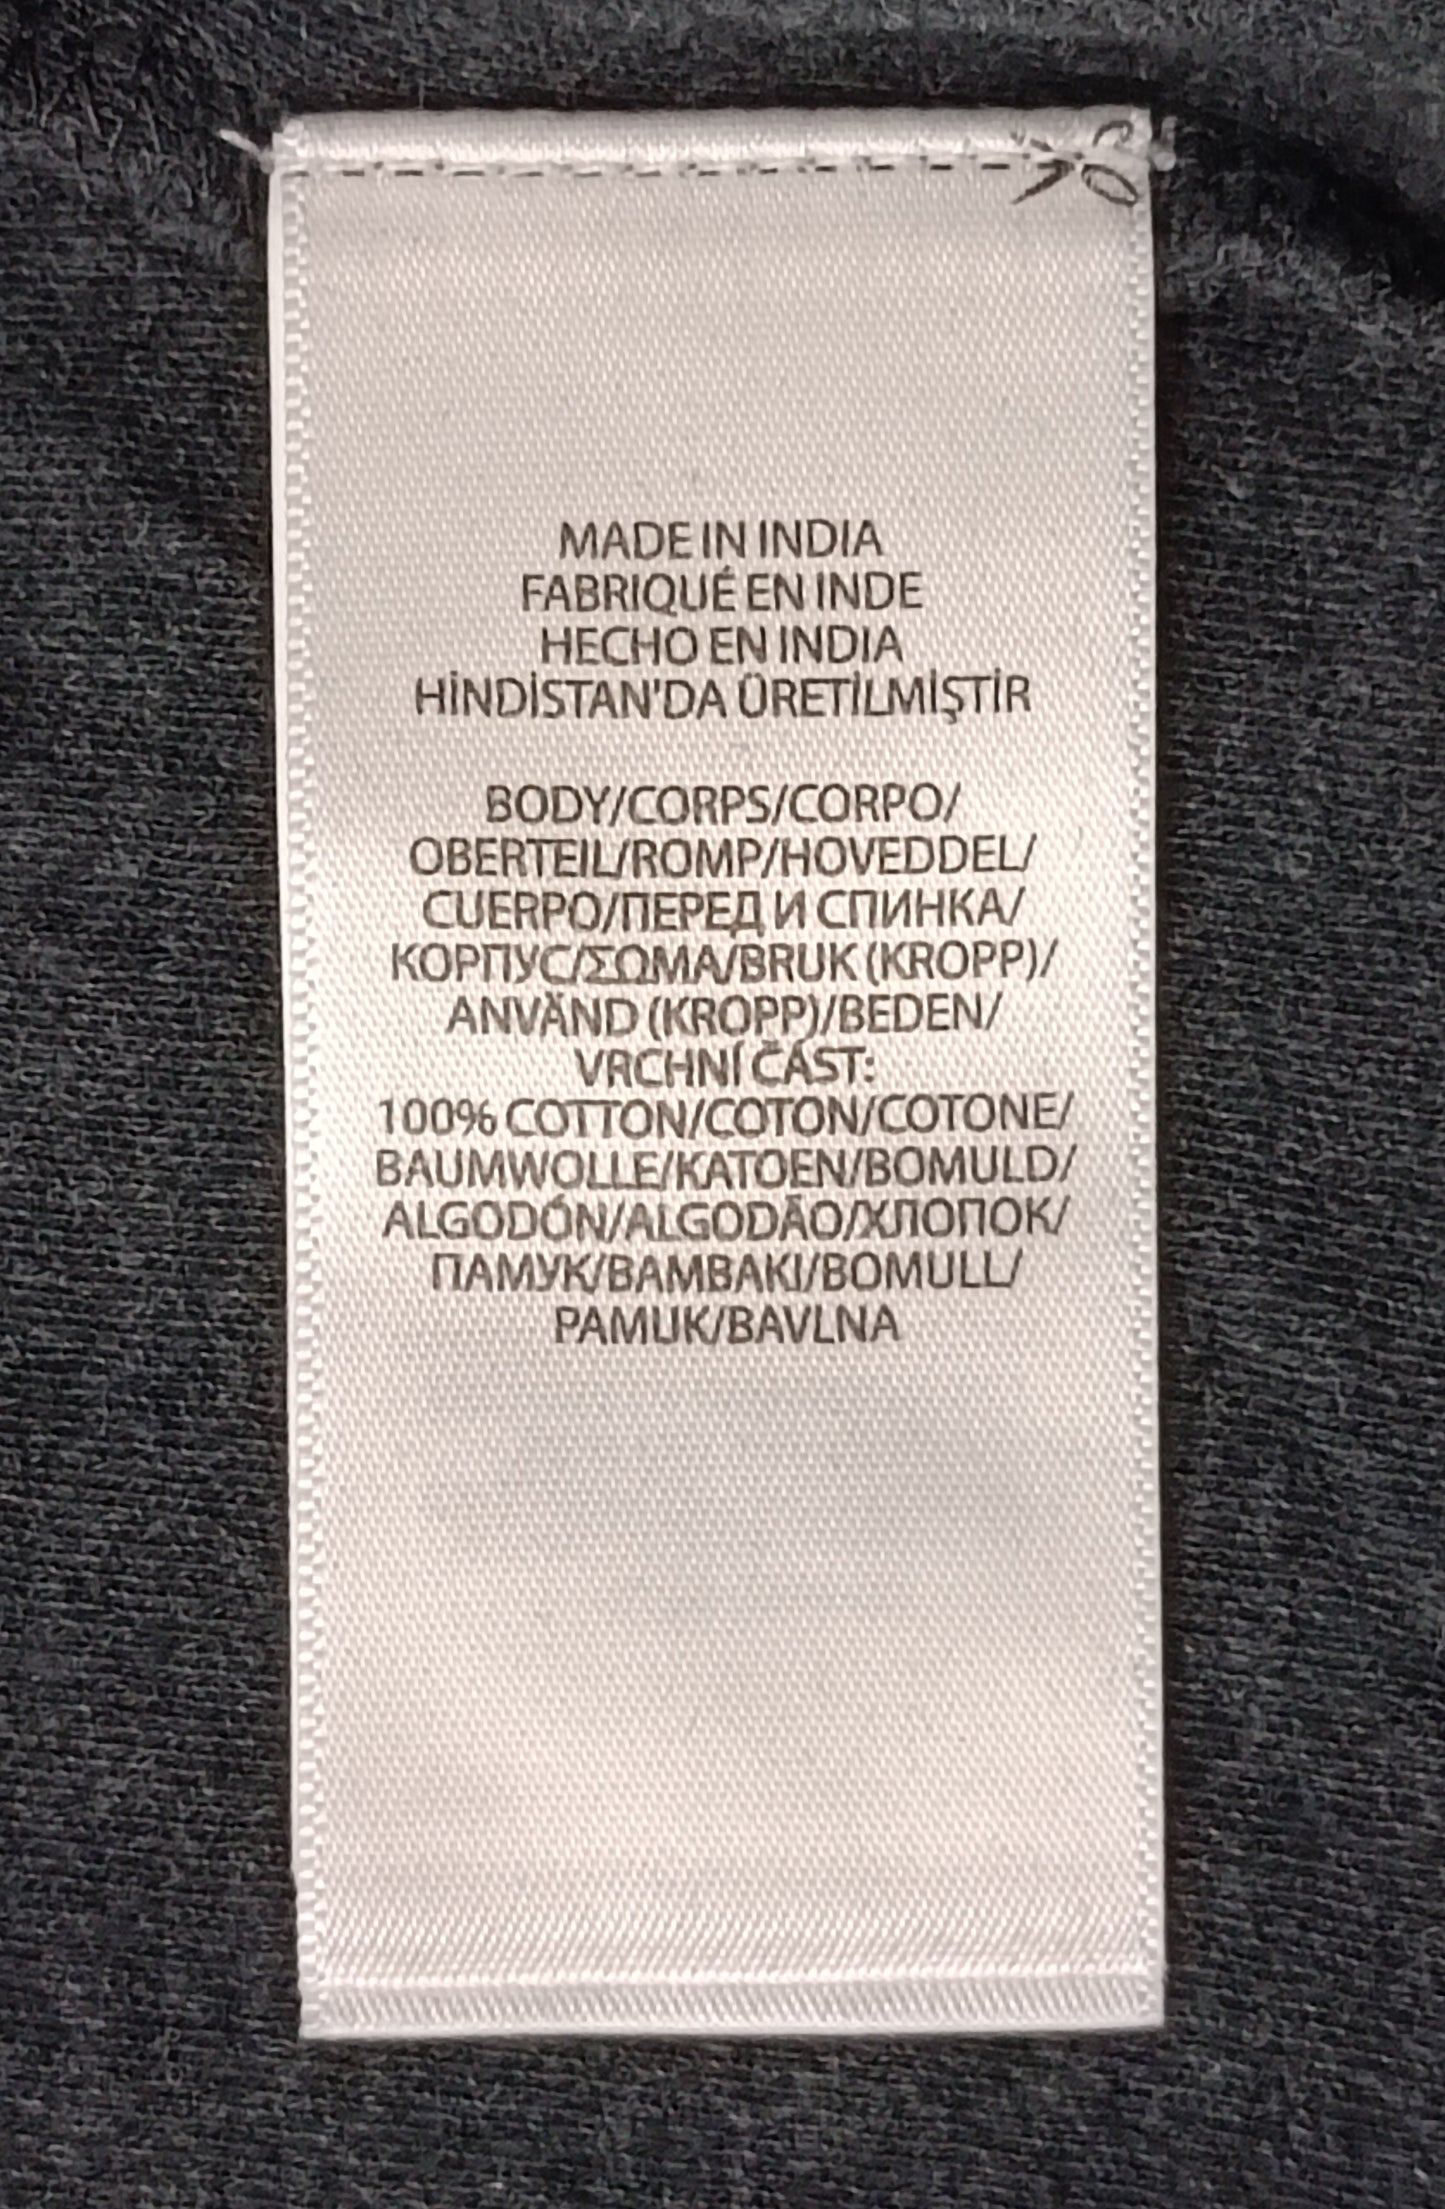 MADE IN INDIA
FABRIQUÉ EN INDE
HECHO EN INDIA
HİNDİSTAN'DA ÜRETİLMİŞTİR
BODY/CORPS/CORPO/
OBERTEIL/ROMP/HOVEDDEL/
CUERPO/ПЕРЕД И СПИНКА/
КОРПУС/ΣΩΜΑ/BRUK (KROPP)/
ANVÄND (KROPP)/BEDEN/
VRCHNÍ ČÁST:
100% COTTON/COTON/COTONE/
BAUMWOLLE/KATOEN/BOMULD/
ALGODÓN/ALGODÃO/ХЛОПОК/
ПАМУК/ΒΑΜΒΑΚΙ/BOMULL/
PAMUK/BAVLNA